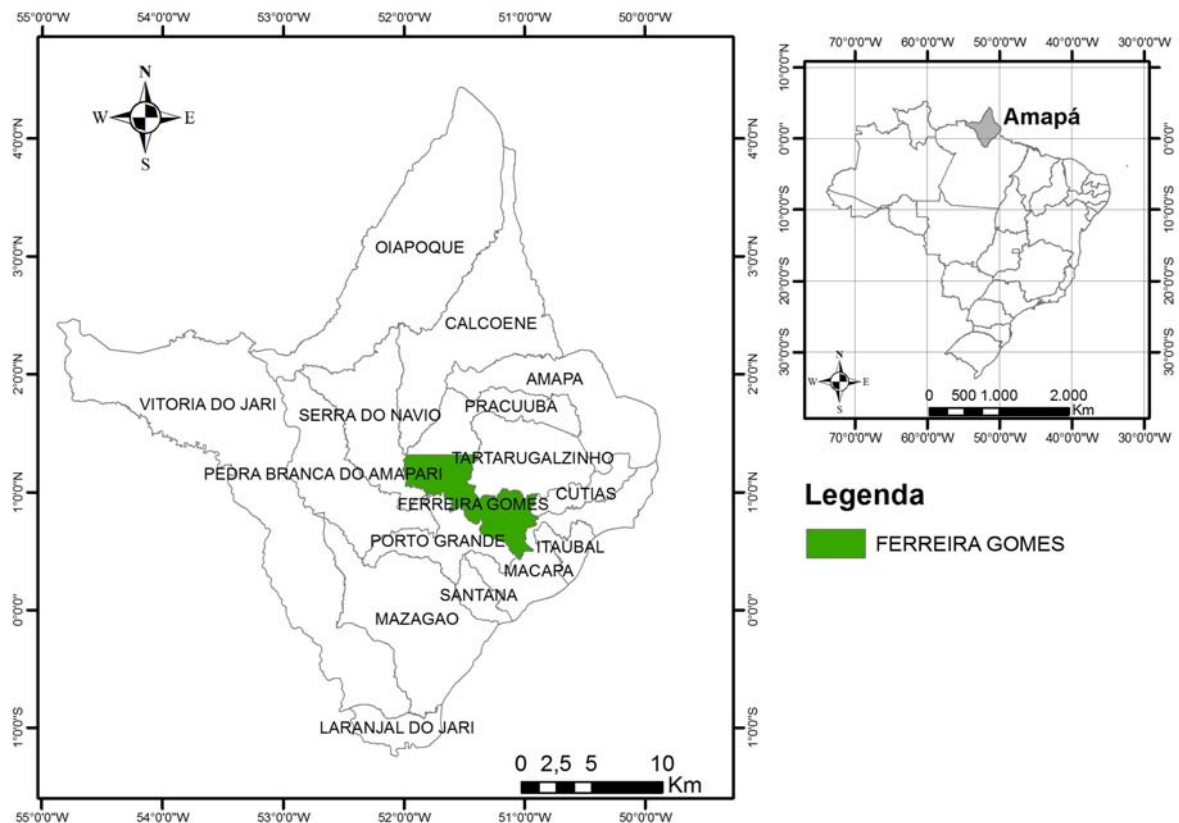 55°0'0"W 54°0'0"W 53°0'0"W 52°0'0"W 51°0'0"W 50°0'0"W
4°0'0"N
3°0'0"N
2°0'0"N
1°0'0"N
0°0'0"
1°0'0"S
N
W E
S
OIAPOQUE
CALCOENE
AMAPA
VITORIA DO JARI
SERRA DO NAVIO
PRACUUBA
TARTARUGALZINHO
PEDRA BRANCA DO AMAPARI
CUTIAS
FERREIRA GOMES
PORTO GRANDE
ITAUBAL
MACAPA
SANTANA
MAZAGAO
LARANJAL DO JARI
0 2,5 5 10
Km
4°0'0"N
3°0'0"N
2°0'0"N
1°0'0"N
0°0'0"
1°0'0"S
55°0'0"W 54°0'0"W 53°0'0"W 52°0'0"W 51°0'0"W 50°0'0"W
70°0'0"W 60°0'0"W 50°0'0"W 40°0'0"W 30°0'0"W
10°0'0"N
0°0'0"
10°0'0"S
20°0'0"S
30°0'0"S
Amapá
N
W E
S
0 500 1.000 2.000
Km
10°0'0"N
0°0'0"
10°0'0"S
20°0'0"S
30°0'0"S
70°0'0"W 60°0'0"W 50°0'0"W 40°0'0"W 30°0'0"W
Legenda
FERREIRA GOMES